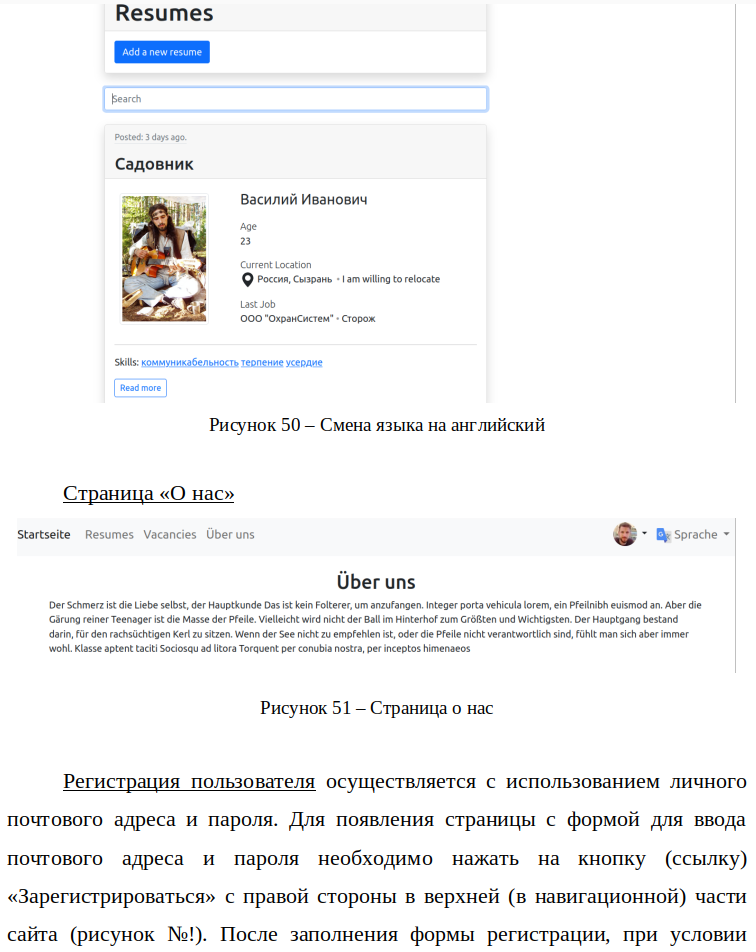 Resumes
Add a new resume
Search
Posted: 3 days ago.
Садовник
Василий Иванович
Age
23
Current Location
Россия, Сызрань • I am willing to relocate
Last Job
ООО "ОхранСистем" • Сторож
Skills: коммуникабельность терпение усердие
Read more
Рисунок 50 – Смена языка на английский
Страница «О нас»
Startseite Resumes Vacancies Über uns Sprache
Über uns
Der Schmerz ist die Liebe selbst, der Hauptkunde Das ist kein Folterer, um anzufangen. Integer porta vehicula lorem, ein Pfeilnibh euismod an. Aber die
Gärung reiner Teenager ist die Masse der Pfeile. Vielleicht wird nicht der Ball im Hinterhof zum Größten und Wichtigsten. Der Hauptgang bestand
darin, für den rachsüchtigen Kerl zu sitzen. Wenn der See nicht zu empfehlen ist, oder die Pfeile nicht verantwortlich sind, fühlt man sich aber immer
wohl. Klasse aptent taciti Sociosqu ad litora Torquent per conubia nostra, per inceptos himenaeos
Рисунок 51 – Страница о нас
Регистрация пользователя осуществляется с использованием личного
почтового адреса и пароля. Для появления страницы с формой для ввода
почтового адреса и пароля необходимо нажать на кнопку (ссылку)
«Зарегистрироваться» с правой стороны в верхней (в навигационной) части
сайта (рисунок №!). После заполнения формы регистрации, при условии